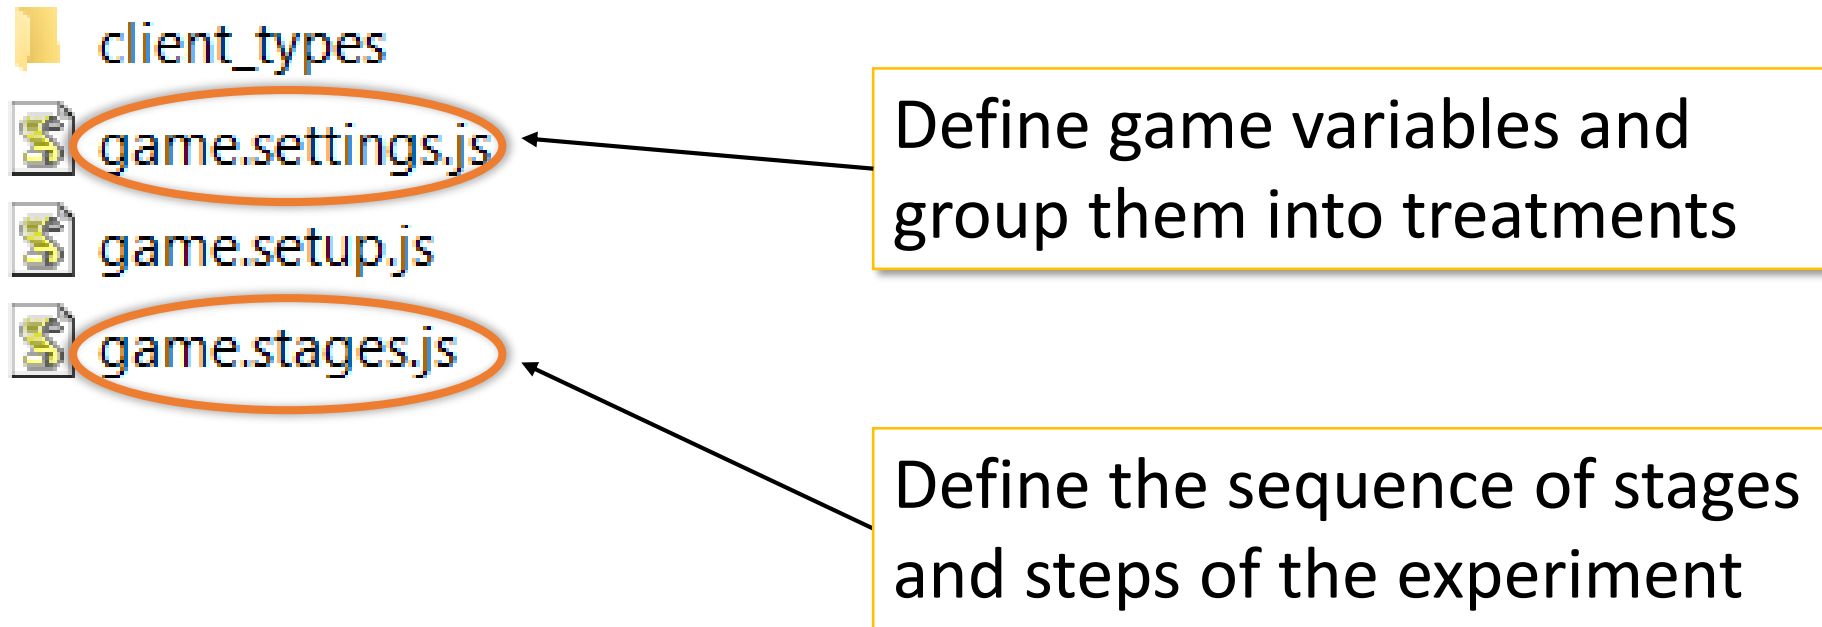 client_types
game.settings.js
game.setup.js
game.stages.js
Define game variables and
group them into treatments
Define the sequence of stages
and steps of the experiment